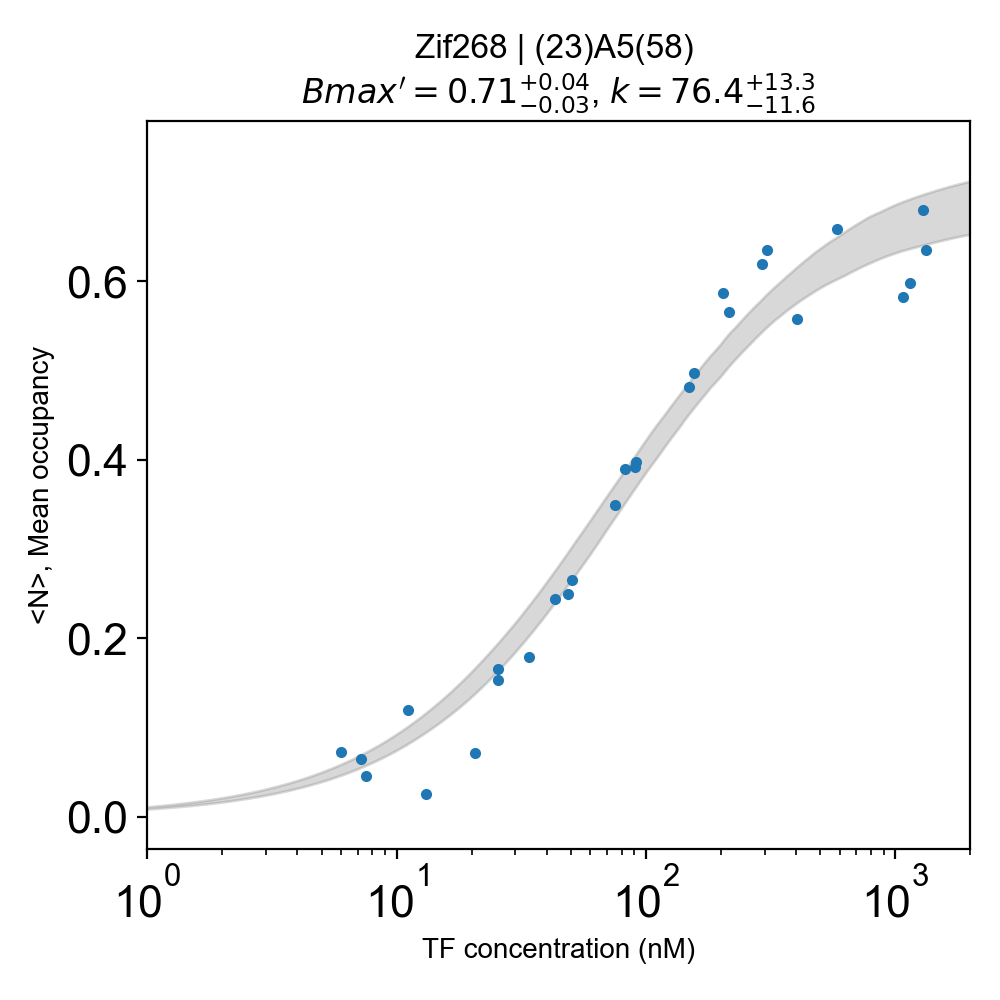 Zif268 | (23)A5(58)
Bmax′ = 0.71 +0.04 −0.03, k = 76.4 +13.3 −11.6
<N>, Mean occupancy
0.6
0.4
0.2
0.0
10^0 10^1 10^2 10^3
TF concentration (nM)